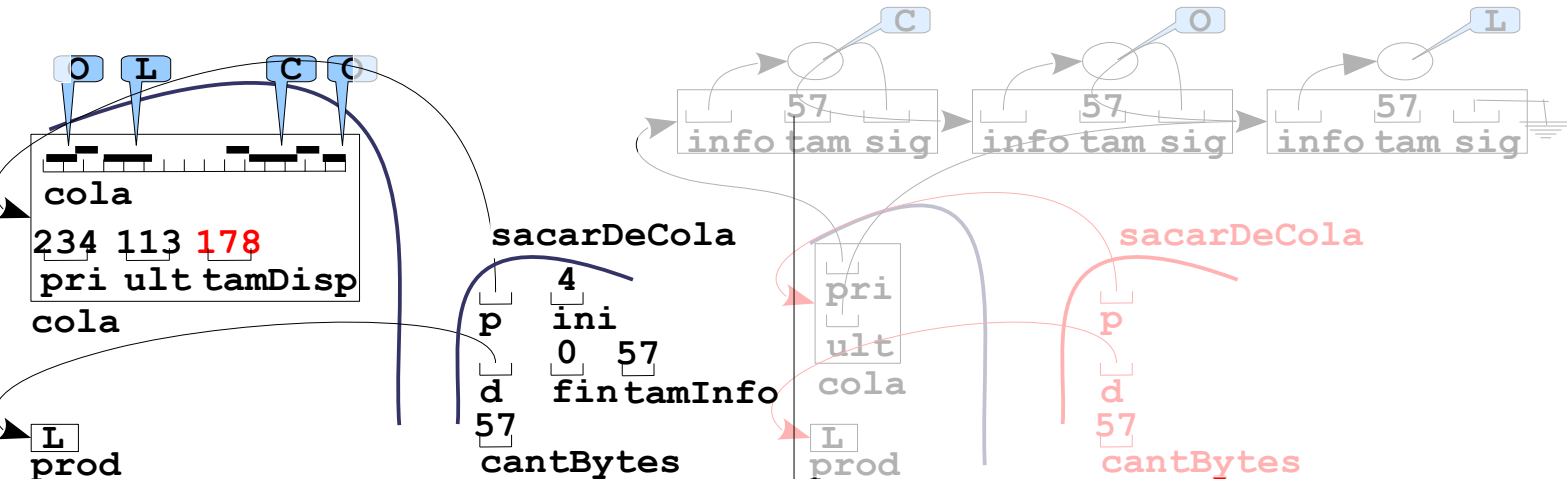 O L C O
cola
234 113 178
pri ult tamDisp
cola
L
prod
sacarDeCola
4
p ini
0 57
d fin tamInfo
57
cantBytes
C O L
57 57 57
info tam sig info tam sig info tam sig
pri
ult
cola
L
prod
sacarDeCola
p
d
57
cantBytes